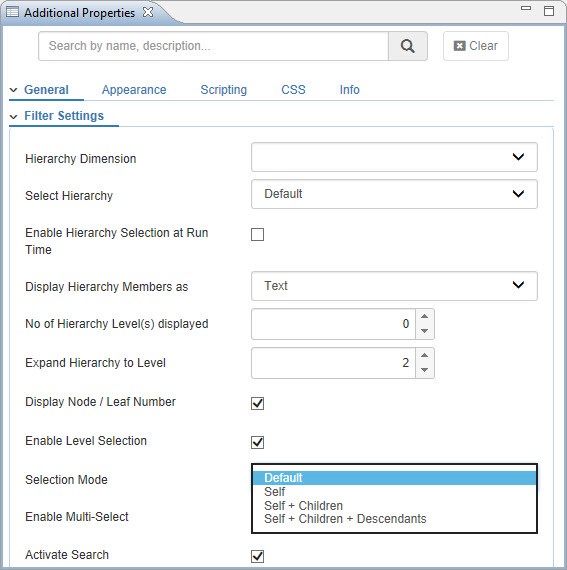 Additional Properties
Search by name, description...
Clear
General Appearance Scripting CSS Info
Filter Settings
Hierarchy Dimension
Select Hierarchy Default
Enable Hierarchy Selection at Run
Time
Display Hierarchy Members as Text
No of Hierarchy Level(s) displayed 0
Expand Hierarchy to Level 2
Display Node / Leaf Number
Enable Level Selection
Selection Mode
Default
Self
Self + Children
Self + Children + Descendants
Enable Multi-Select
Activate Search